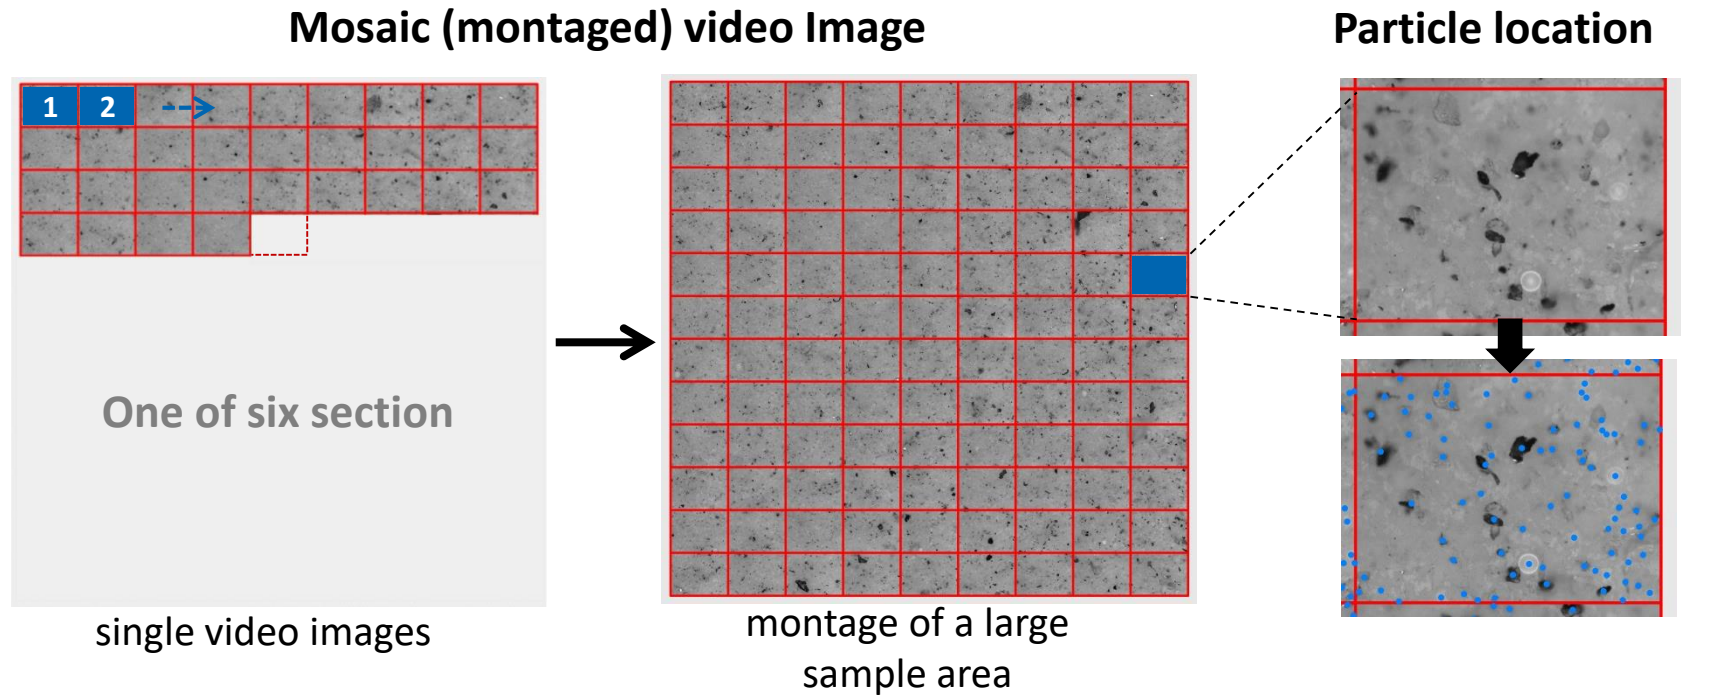 Mosaic (montaged) video Image
Particle location
1 2
One of six section
single video images
montage of a large
sample area